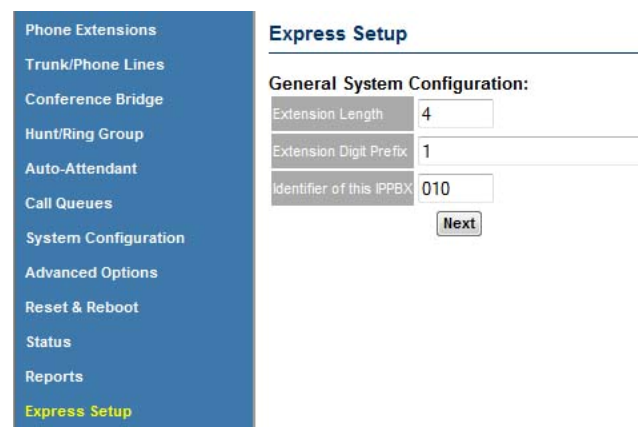 Phone Extensions
Trunk/Phone Lines
Conference Bridge
Hunt/Ring Group
Auto-Attendant
Call Queues
System Configuration
Advanced Options
Reset & Reboot
Status
Reports
Express Setup
Express Setup
General System Configuration:
Extension Length 4
Extension Digit Prefix 1
Identifier of this IPPBX 010
Next